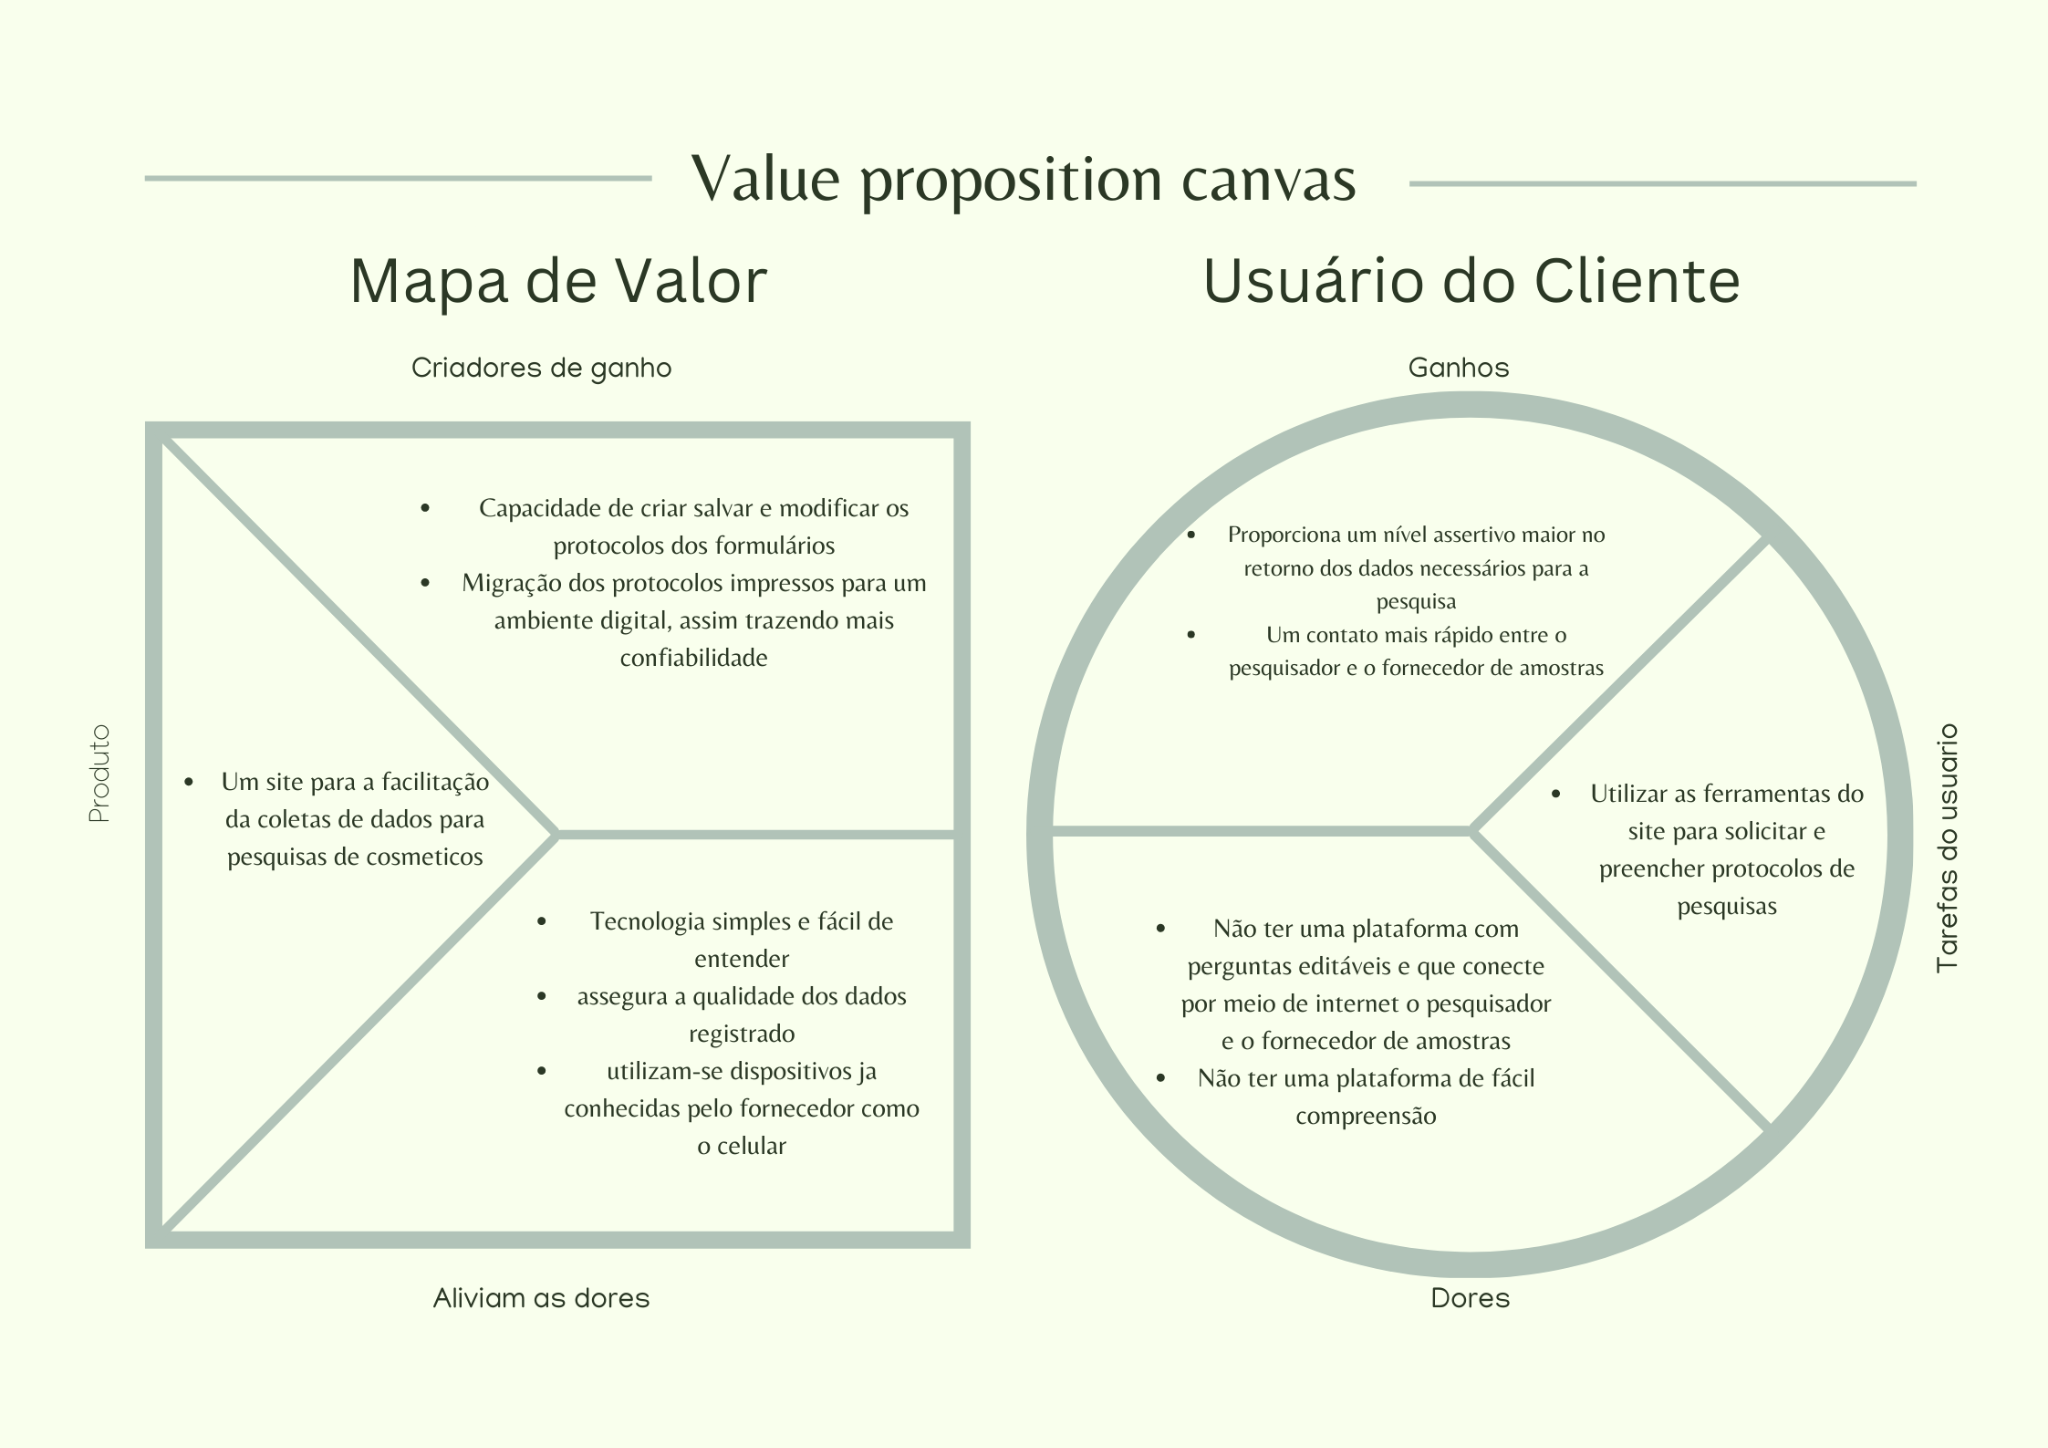 Value proposition canvas
Mapa de Valor
Criadores de ganho
• Capacidade de criar salvar e modificar os
protocolos dos formulários
• Migração dos protocolos impressos para um
ambiente digital, assim trazendo mais
confiabilidade
Produto
• Um site para a facilitação
da coletas de dados para
pesquisas de cosmeticos
• Tecnologia simples e fácil de
entender
• assegura a qualidade dos dados
registrado
• utilizam-se dispositivos ja
conhecidas pelo fornecedor como
o celular
Aliviam as dores
Usuário do Cliente
Ganhos
• Proporciona um nível assertivo maior no
retorno dos dados necessários para a
pesquisa
• Um contato mais rápido entre o
pesquisador e o fornecedor de amostras
• Utilizar as ferramentas do
site para solicitar e
preencher protocolos de
pesquisas
Tarefas do usuario
• Não ter uma plataforma com
perguntas editáveis e que conecte
por meio de internet o pesquisador
e o fornecedor de amostras
• Não ter uma plataforma de fácil
compreensão
Dores